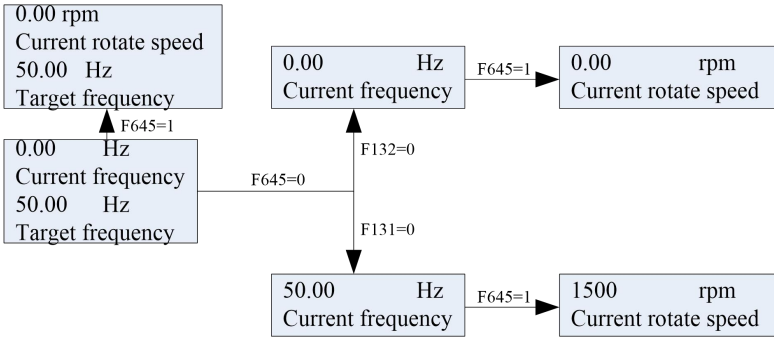 0.00 rpm
Current rotate speed
50.00 Hz
Target frequency
F645=1
0.00 Hz
Current frequency
50.00 Hz
Target frequency
F645=0
0.00 Hz
Current frequency
F645=1
0.00 rpm
Current rotate speed
F132=0
F131=0
50.00 Hz
Current frequency
F645=1
1500 rpm
Current rotate speed